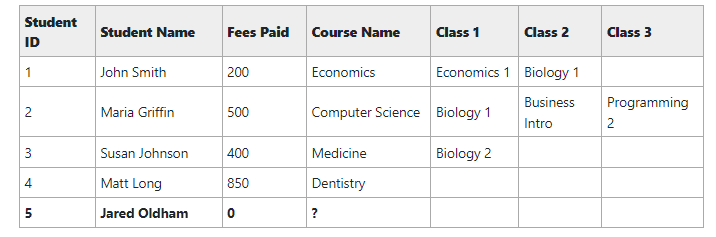 Student ID Student Name Fees Paid Course Name Class 1 Class 2 Class 3
1 John Smith 200 Economics Economics 1 Biology 1
2 Maria Griffin 500 Computer Science Biology 1 Business Intro Programming 2
3 Susan Johnson 400 Medicine Biology 2
4 Matt Long 850 Dentistry
5 Jared Oldham 0 ?